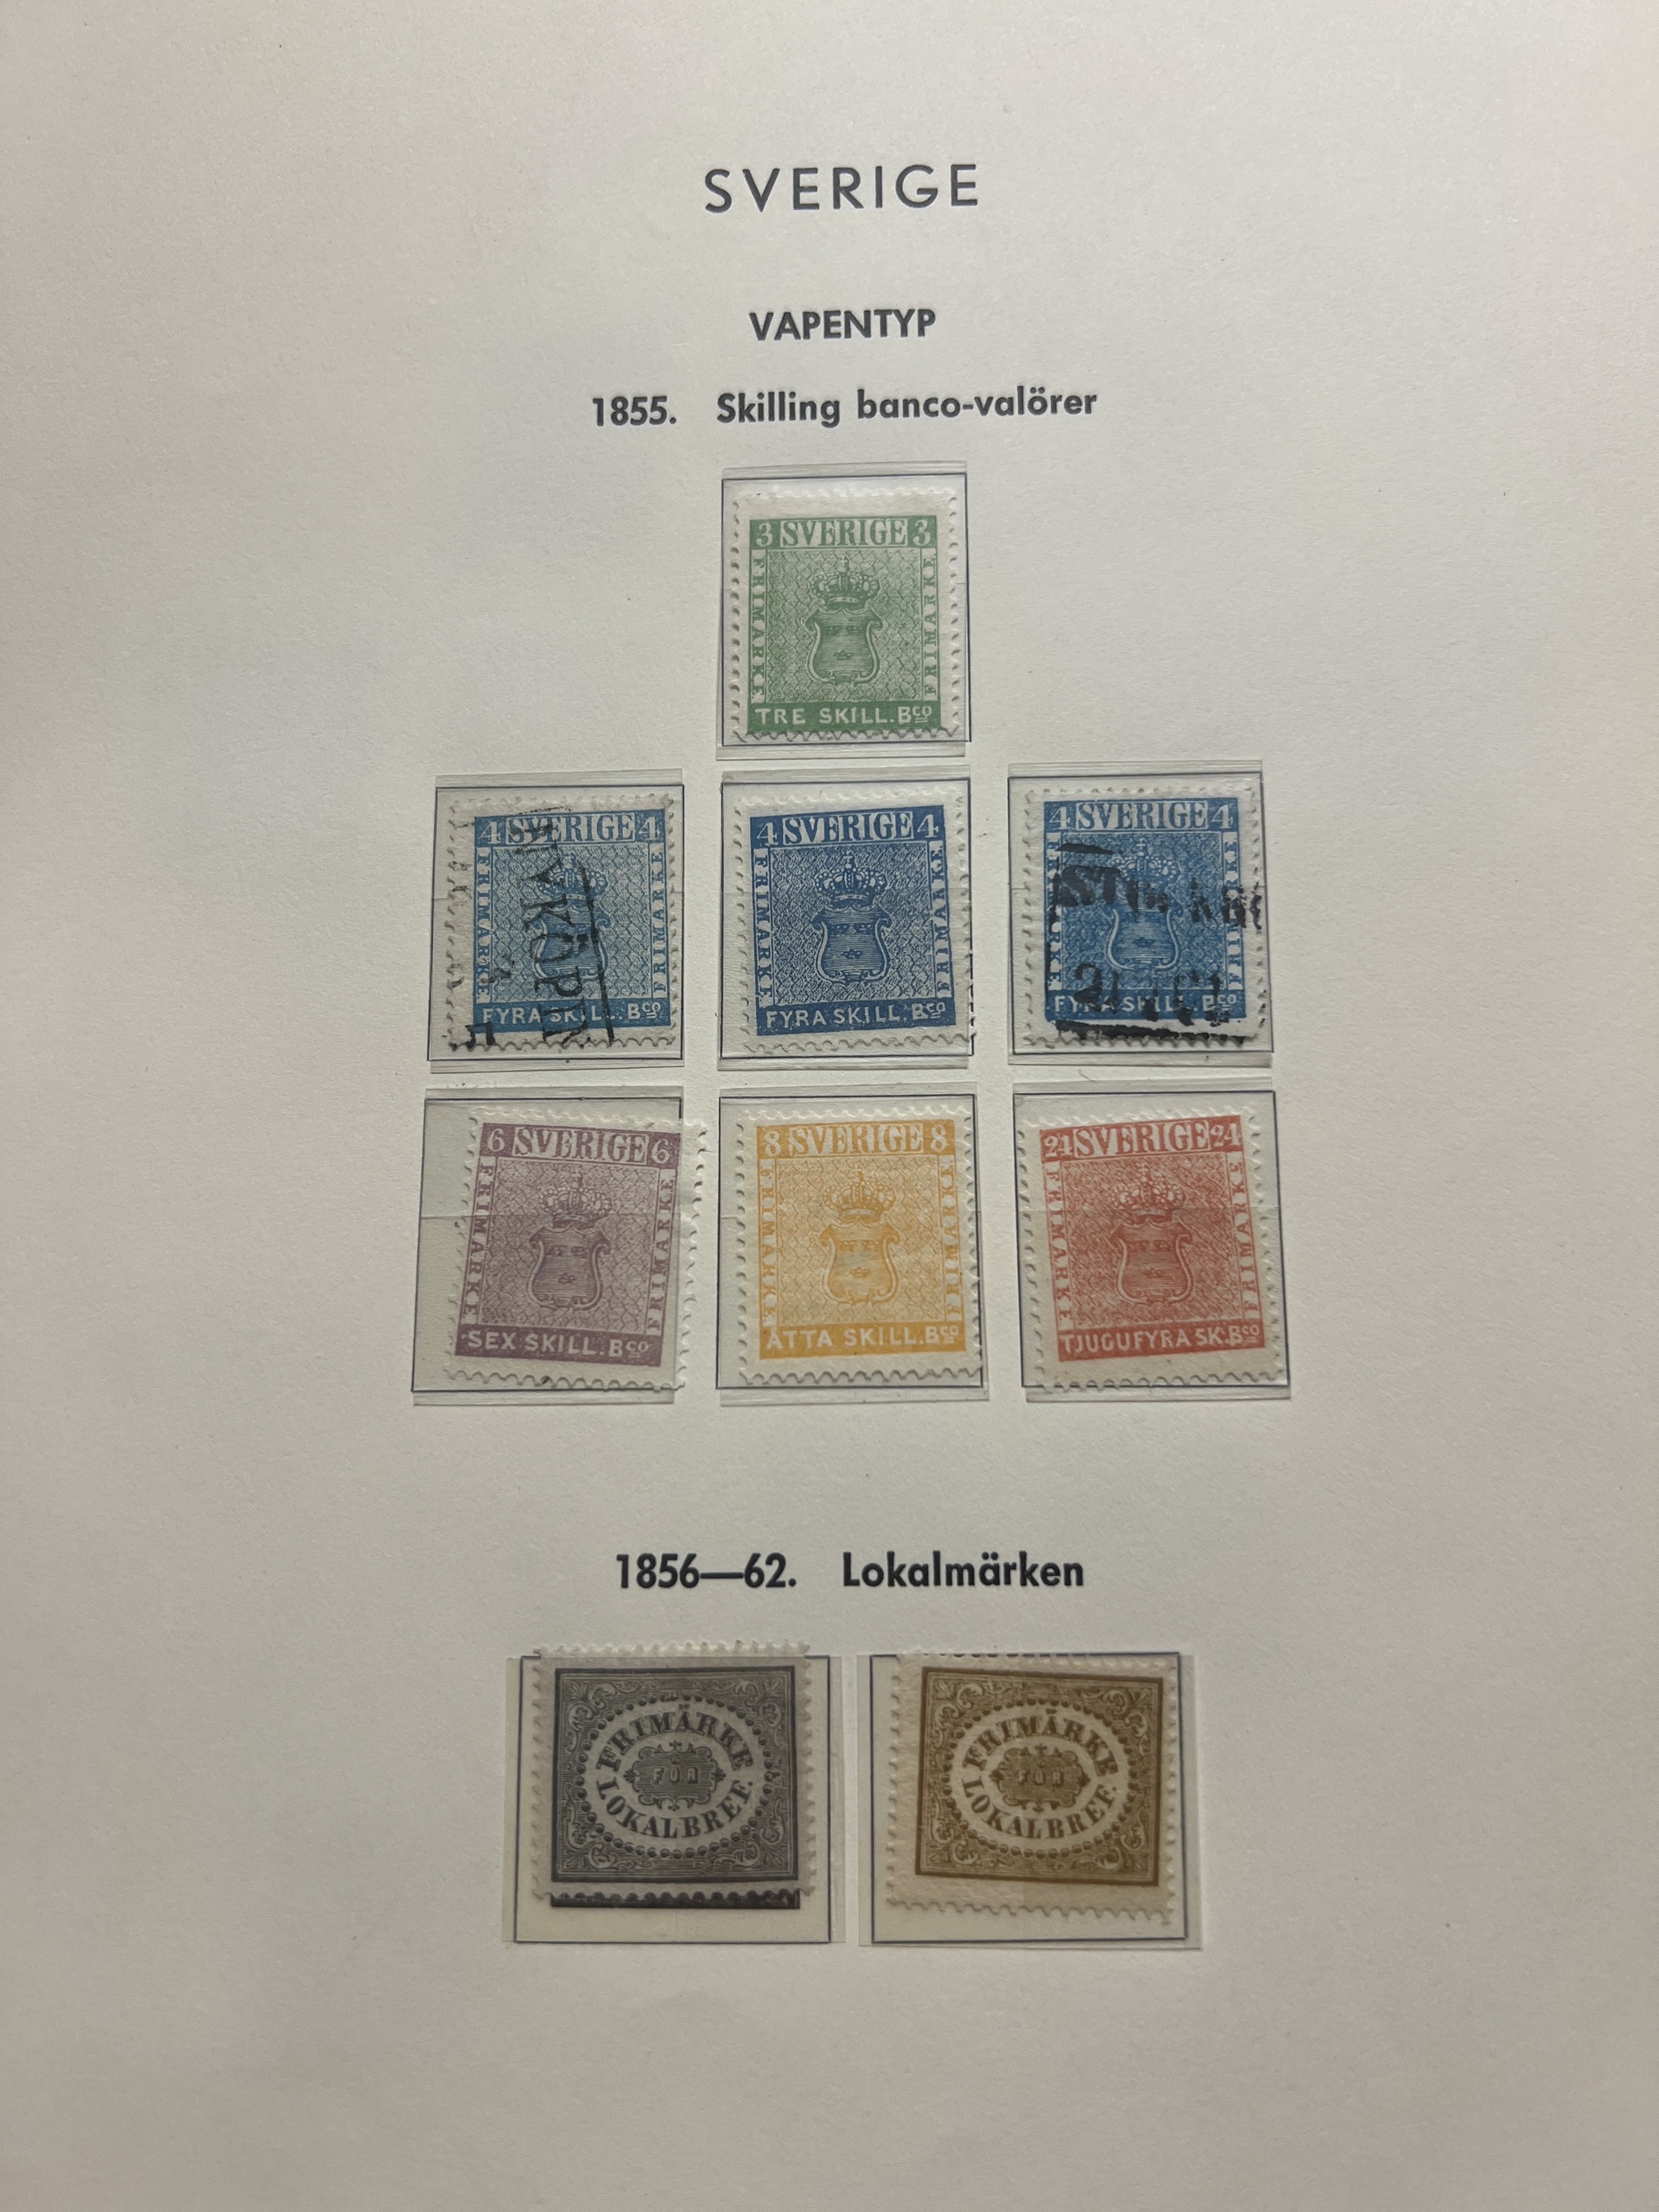 SVERIGE
VAPENTYP
1855. Skilling banco-valörer
3 SVERIGE 3
FRIMARKE
FRIMARKE
TRE SKILL. Bco
4 SVERIGE 4
FRIMARKE
FRIMARKE
FYRA SKILL. Bco
4 SVERIGE 4
FRIMARKE
FRIMARKE
FYRA SKILL. Bco
4 SVERIGE 4
FRIMARKE
FYRA SKILL. Bco
6 SVERIGE 6
FRIMARKE
FRIMARKE
SEX SKILL. Bco
8 SVERIGE 8
FRIMARKE
FRIMARKE
ATTA SKILL. Bco
24 SVERIGE 24
FRIMARKE
FRIMARKE
TJUGUFYRA SK. Bco
1856—62. Lokalmärken
FRIMÄRKE
FÖR
LOKALBREF.
FRIMÄRKE
FÖR
LOKALBREF.